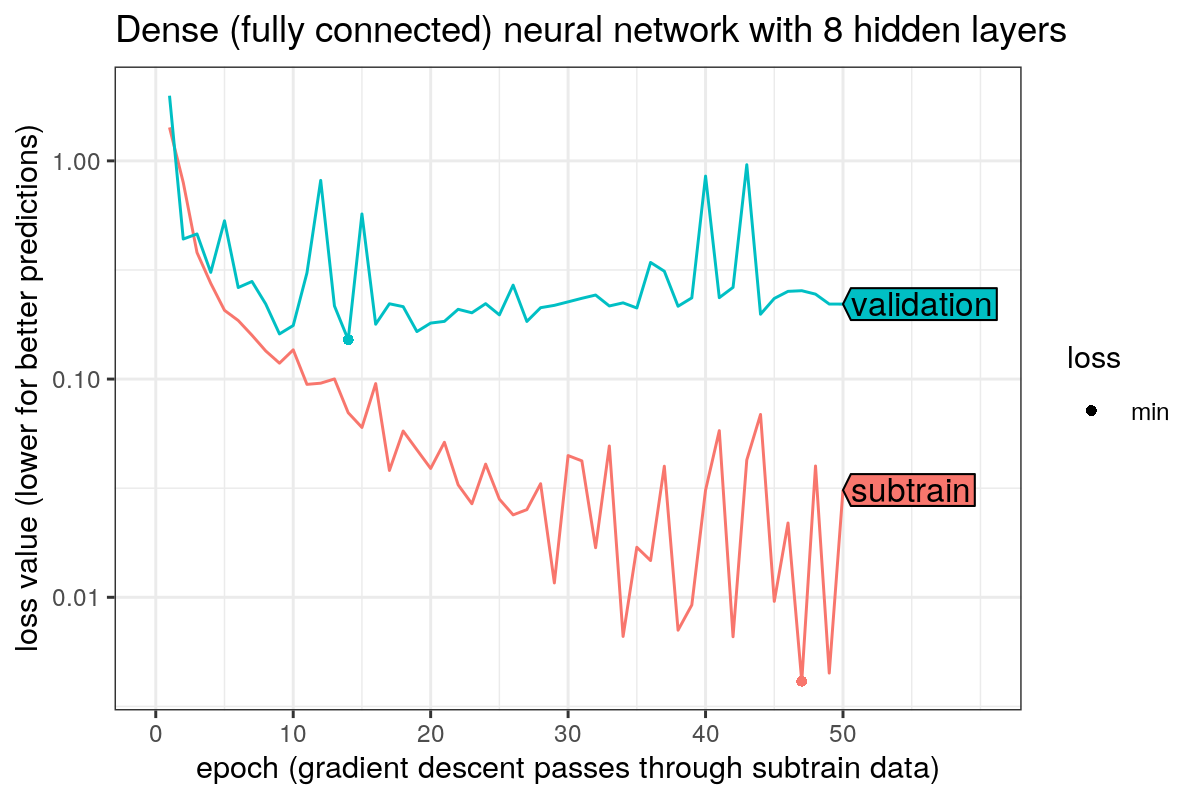 Dense (fully connected) neural network with 8 hidden layers
loss value (lower for better predictions)
1.00
0.10
0.01
validation
subtrain
0 10 20 30 40 50
epoch (gradient descent passes through subtrain data)
loss
min